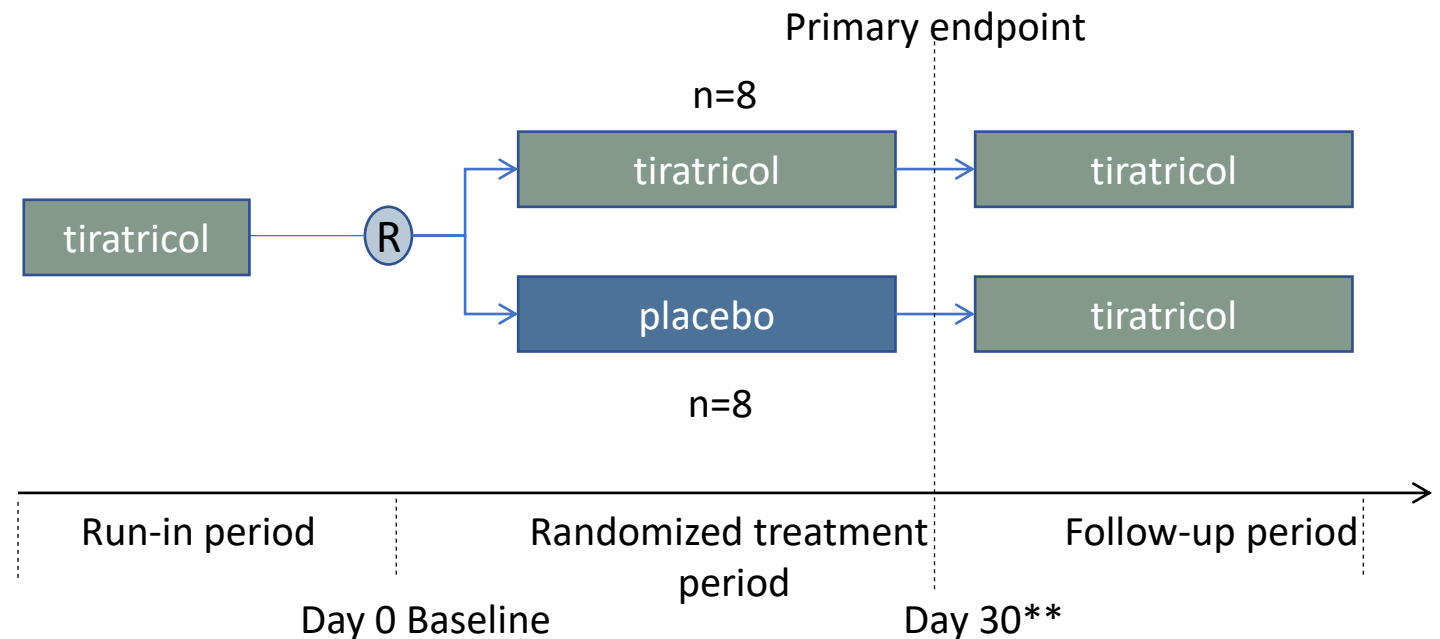 Primary endpoint
n=8
tiratricol
tiratricol
tiratricol
R
placebo
tiratricol
n=8
Run-in period
Randomized treatment
period
Follow-up period
Day 0 Baseline
Day 30**